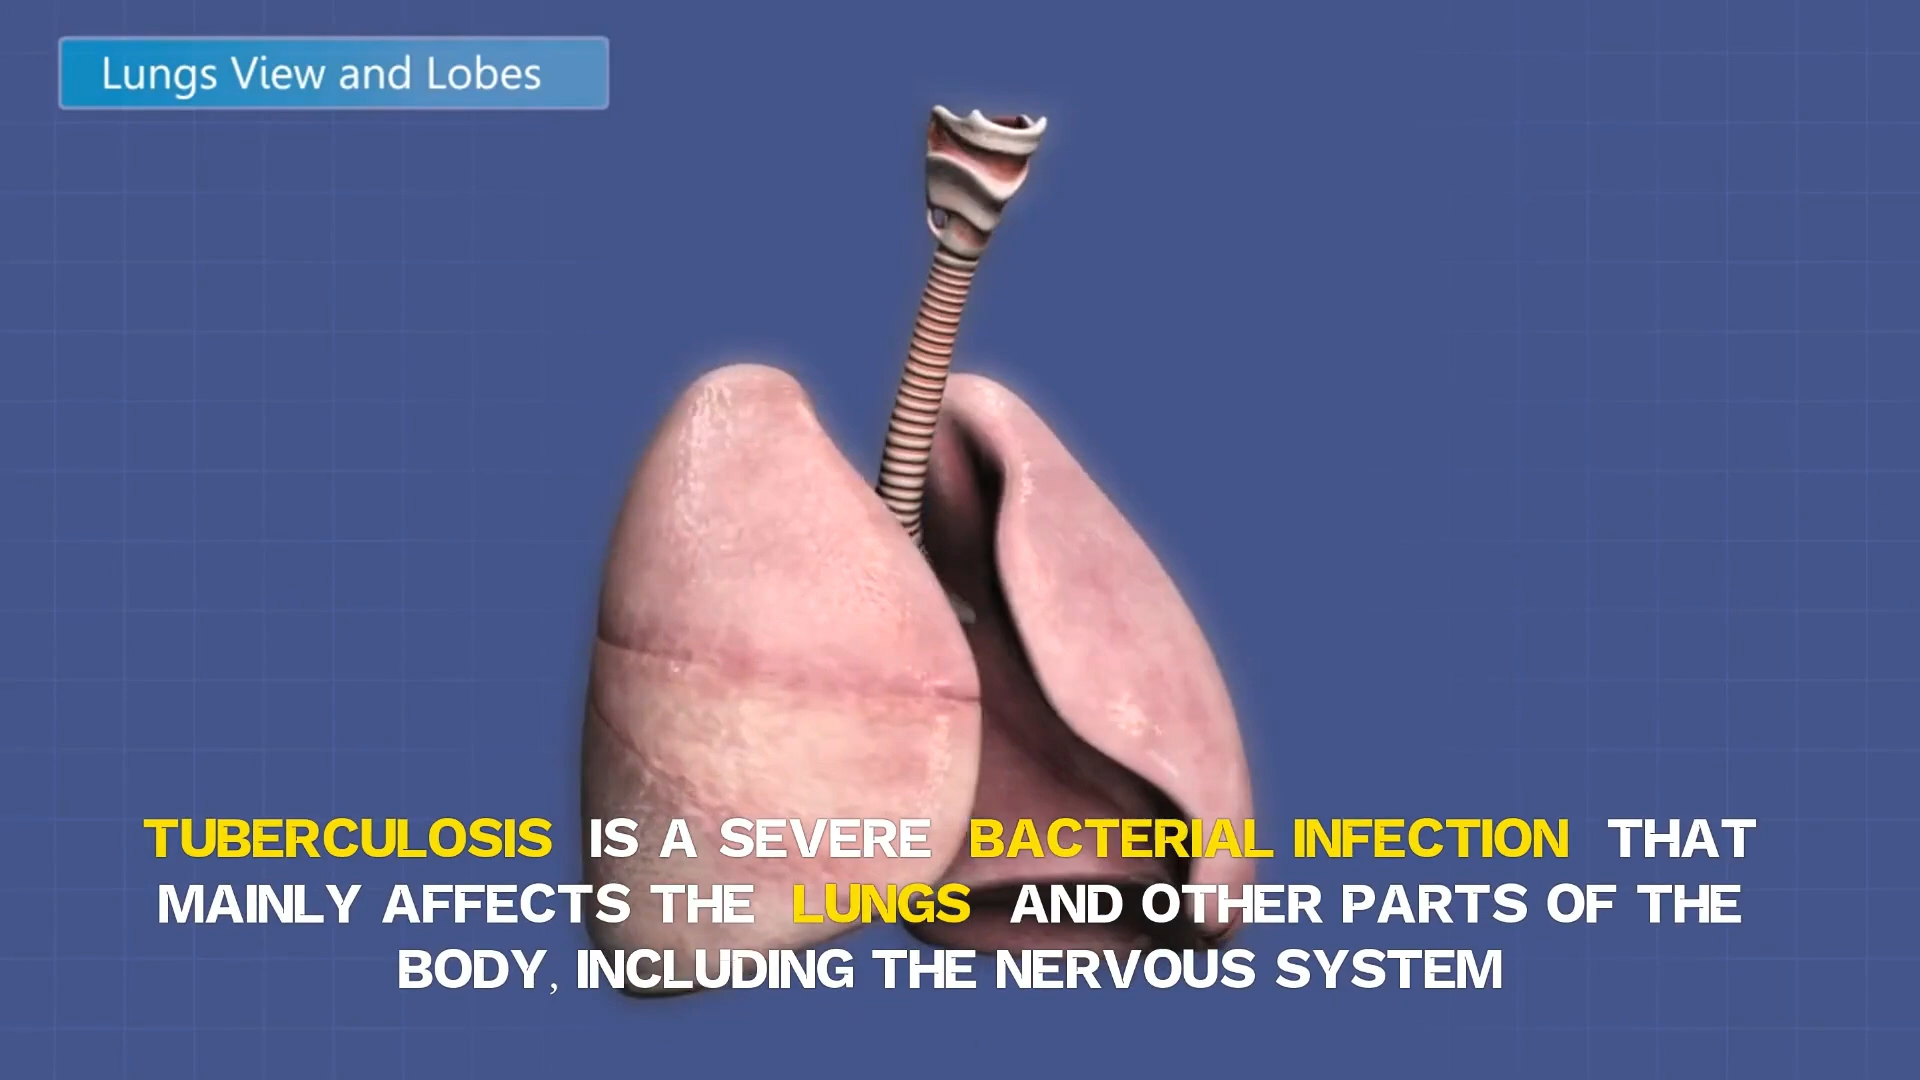 Lungs View and Lobes
TUBERCULOSIS IS A SEVERE BACTERIAL INFECTION THAT
MAINLY AFFECTS THE LUNGS AND OTHER PARTS OF THE
BODY, INCLUDING THE NERVOUS SYSTEM